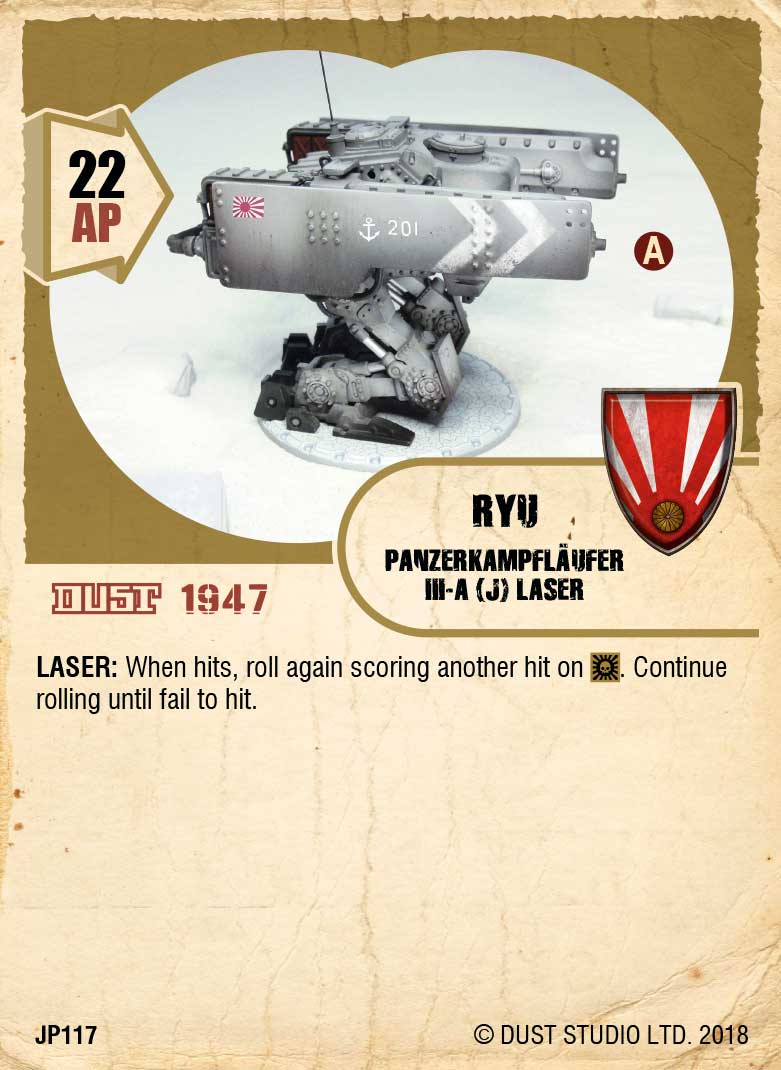 22
AP
201
A
RYU
PANZERKAMPFLÄUFER
III-A (J) LASER
DUST 1947
LASER: When hits, roll again scoring another hit on . Continue
rolling until fail to hit.
JP117
© DUST STUDIO LTD. 2018